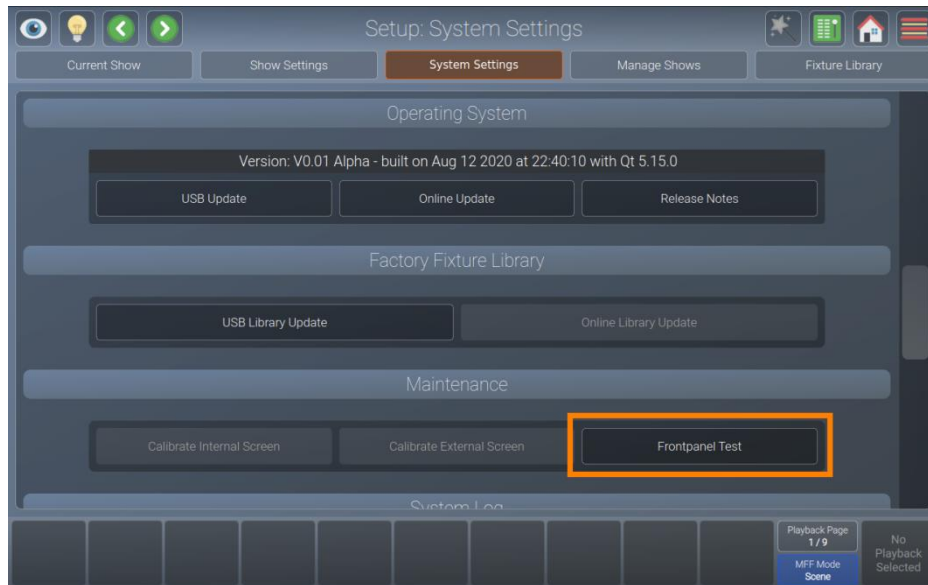 Setup: System Settings
Current Show
Show Settings
System Settings
Manage Shows
Fixture Library
Operating System
Version: V0.01 Alpha - built on Aug 12 2020 at 22:40:10 with Qt 5.15.0
USB Update
Online Update
Release Notes
Factory Fixture Library
USB Library Update
Online Library Update
Maintenance
Calibrate Internal Screen
Calibrate External Screen
Frontpanel Test
System Log
Playback Page
1 / 9
MFF Mode
Scene
No
Playback
Selected